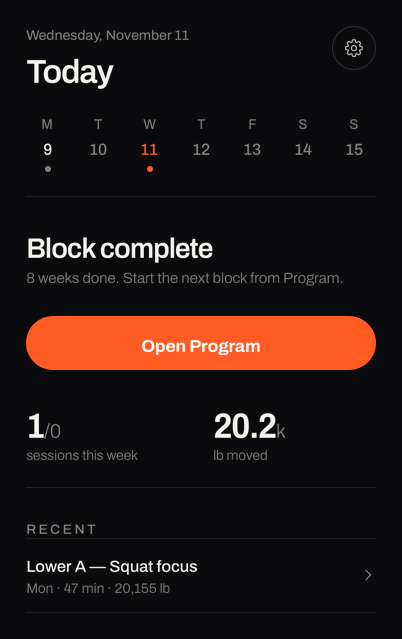 Wednesday, November 11
Today
M T W T F S S
9 10 11 12 13 14 15
Block complete
8 weeks done. Start the next block from Program.
Open Program
1/0 20.2k
sessions this week lb moved
RECENT
Lower A — Squat focus
Mon · 47 min · 20,155 lb